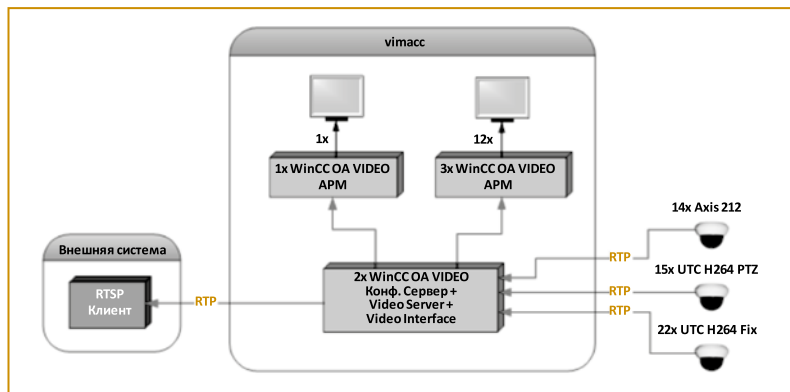 vimacc
1x
12x
1x WinCC OA VIDEO
АРМ
3x WinCC OA VIDEO
АРМ
14x Axis 212
Внешняя система
RTP
2x WinCC OA VIDEO
Конф. Сервер +
Video Server +
Video Interface
15x UTC H264 PTZ
RTSP
Клиент
RTP
RTP
RTP
22x UTC H264 Fix